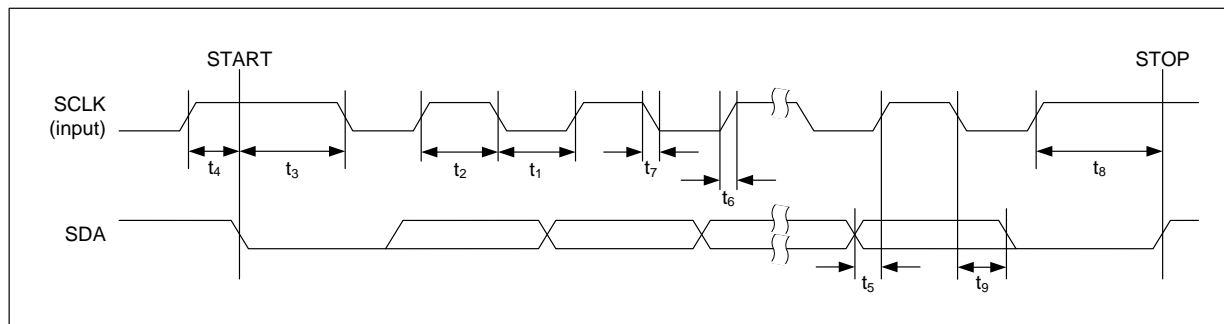 START
STOP
SCLK
(input)
t4
t3
t2
t1
t7
t6
t8
SDA
t5
t9